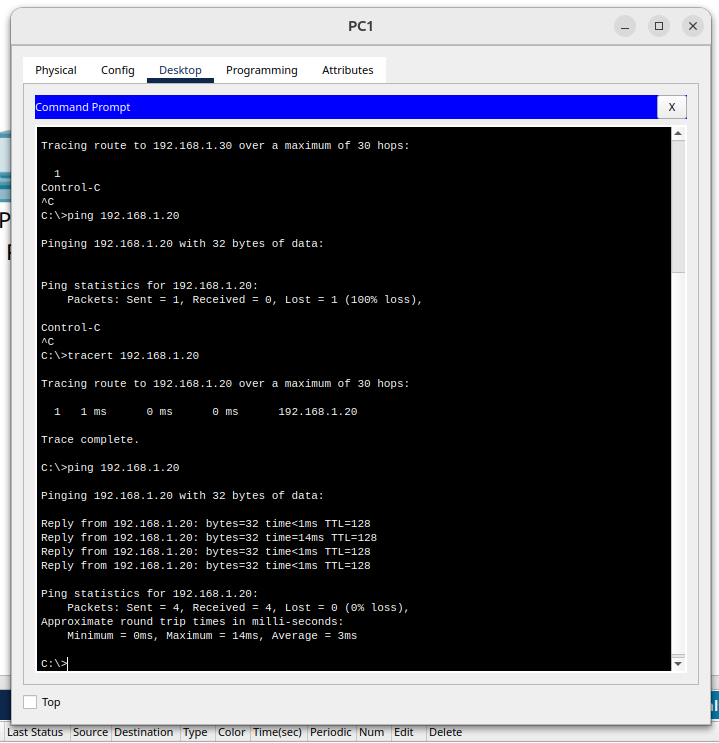 PC1
Physical Config Desktop Programming Attributes
Command Prompt X
Tracing route to 192.168.1.30 over a maximum of 30 hops:
1
Control-C
^C
C:\>ping 192.168.1.20
Pinging 192.168.1.20 with 32 bytes of data:
Ping statistics for 192.168.1.20:
Packets: Sent = 1, Received = 0, Lost = 1 (100% loss),
Control-C
^C
C:\>tracert 192.168.1.20
Tracing route to 192.168.1.20 over a maximum of 30 hops:
1 1 ms 0 ms 0 ms 192.168.1.20
Trace complete.
C:\>ping 192.168.1.20
Pinging 192.168.1.20 with 32 bytes of data:
Reply from 192.168.1.20: bytes=32 time<1ms TTL=128
Reply from 192.168.1.20: bytes=32 time=14ms TTL=128
Reply from 192.168.1.20: bytes=32 time<1ms TTL=128
Reply from 192.168.1.20: bytes=32 time<1ms TTL=128
Ping statistics for 192.168.1.20:
Packets: Sent = 4, Received = 4, Lost = 0 (0% loss),
Approximate round trip times in milli-seconds:
Minimum = 0ms, Maximum = 14ms, Average = 3ms
C:\>
Top
Last Status Source Destination Type Color Time(sec) Periodic Num Edit Delete